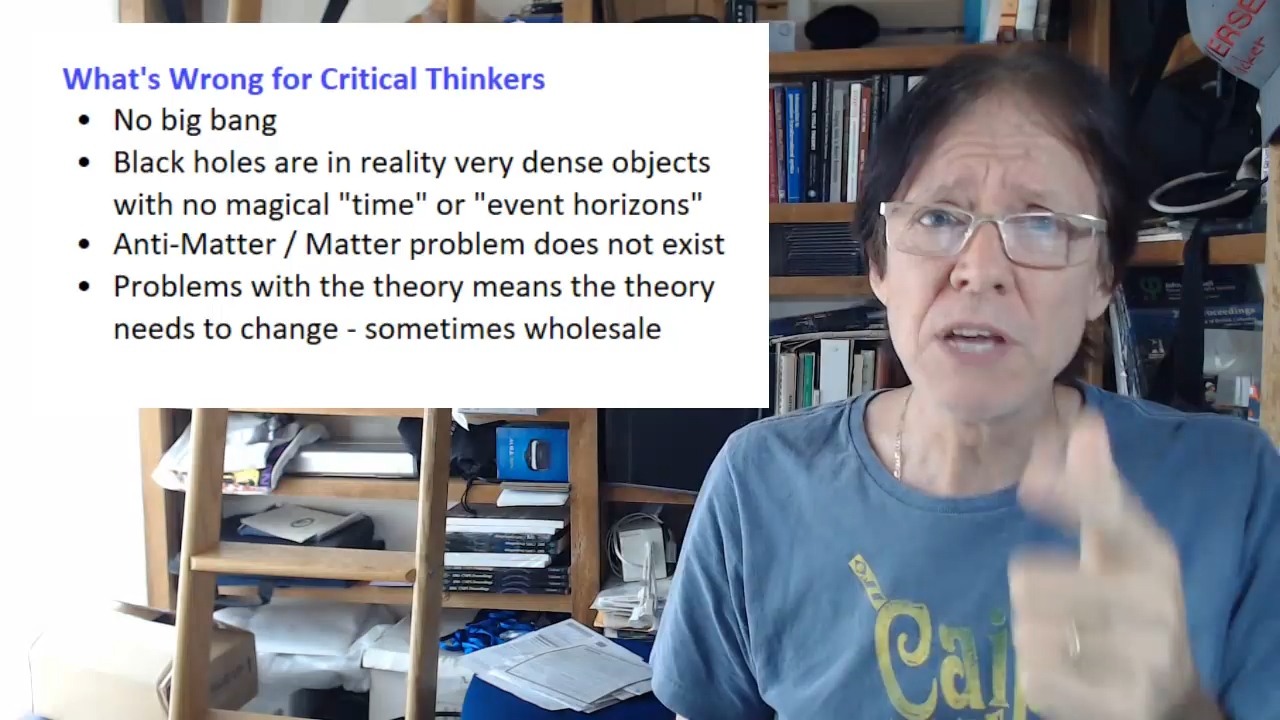 What's Wrong for Critical Thinkers
• No big bang
• Black holes are in reality very dense objects
with no magical "time" or "event horizons"
• Anti-Matter / Matter problem does not exist
• Problems with the theory means the theory
needs to change - sometimes wholesale
Proceedings